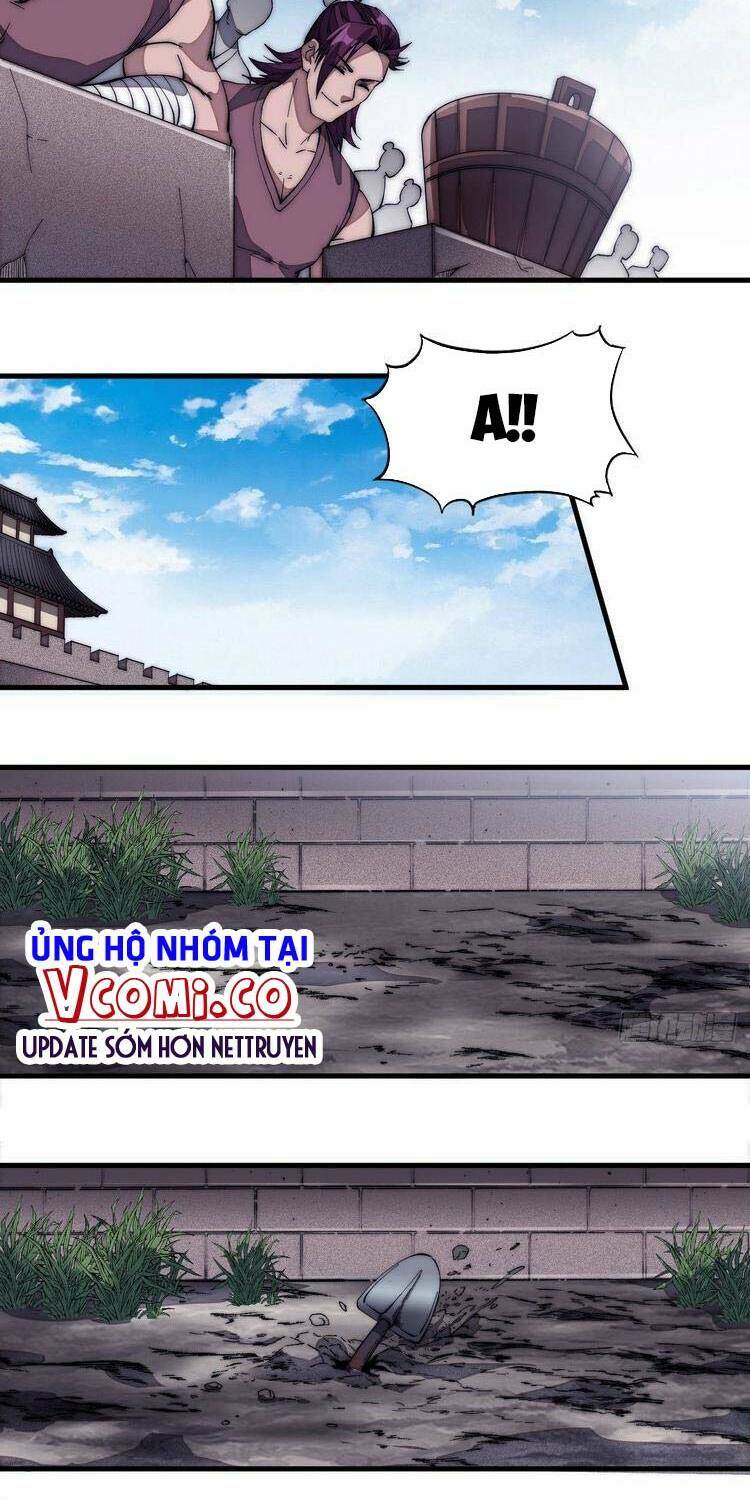 A!!
ỦNG HỘ NHÓM TẠI
Vcomi.co
UPDATE SỚM HƠN NETTRUYEN